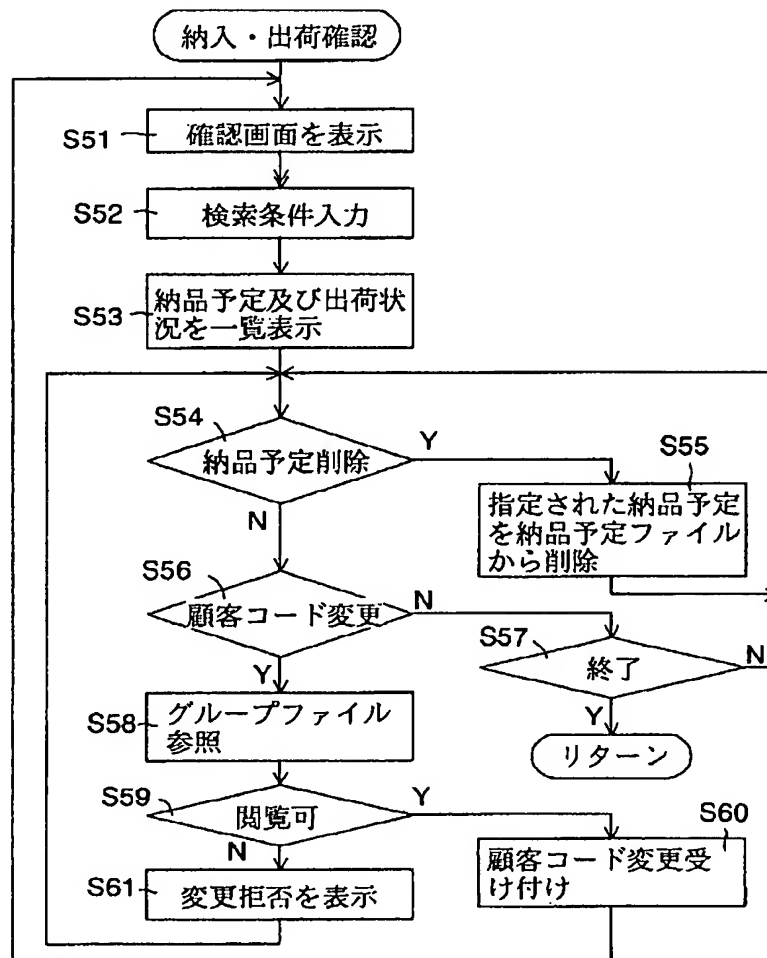 納入・出荷確認
S51
確認画面を表示
S52
検索条件入力
S53
納品予定及び出荷状
況を一覧表示
S54
納品予定削除
Y
N
S55
指定された納品予定
を納品予定ファイル
から削除
S56
顧客コード変更
N
Y
S57
終了
N
Y
リターン
S58
グループファイル
参照
S59
閲覧可
Y
N
S60
顧客コード変更受
け付け
S61
変更拒否を表示